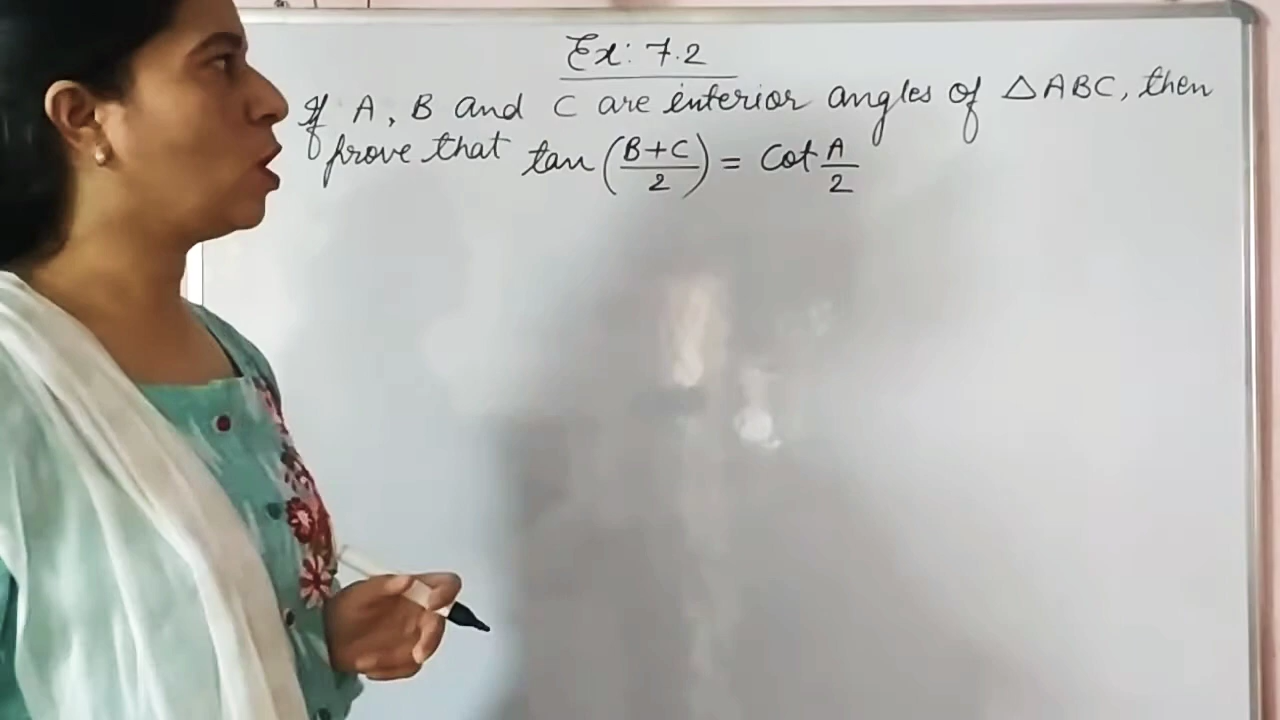 Ex: 7.2
If A, B and C are interior angles of △ABC, then
prove that tan (B+C/2) = Cot A/2